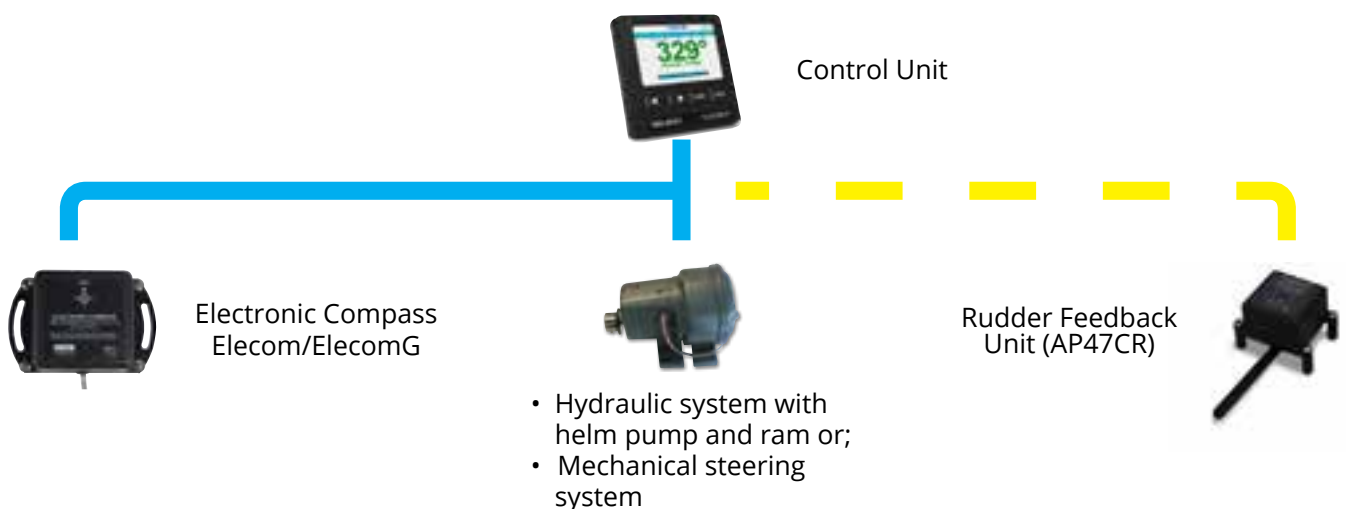 329°
Control Unit
Electronic Compass
Elecom/ElecomG
Rudder Feedback
Unit (AP47CR)
• Hydraulic system with
helm pump and ram or;
• Mechanical steering
system